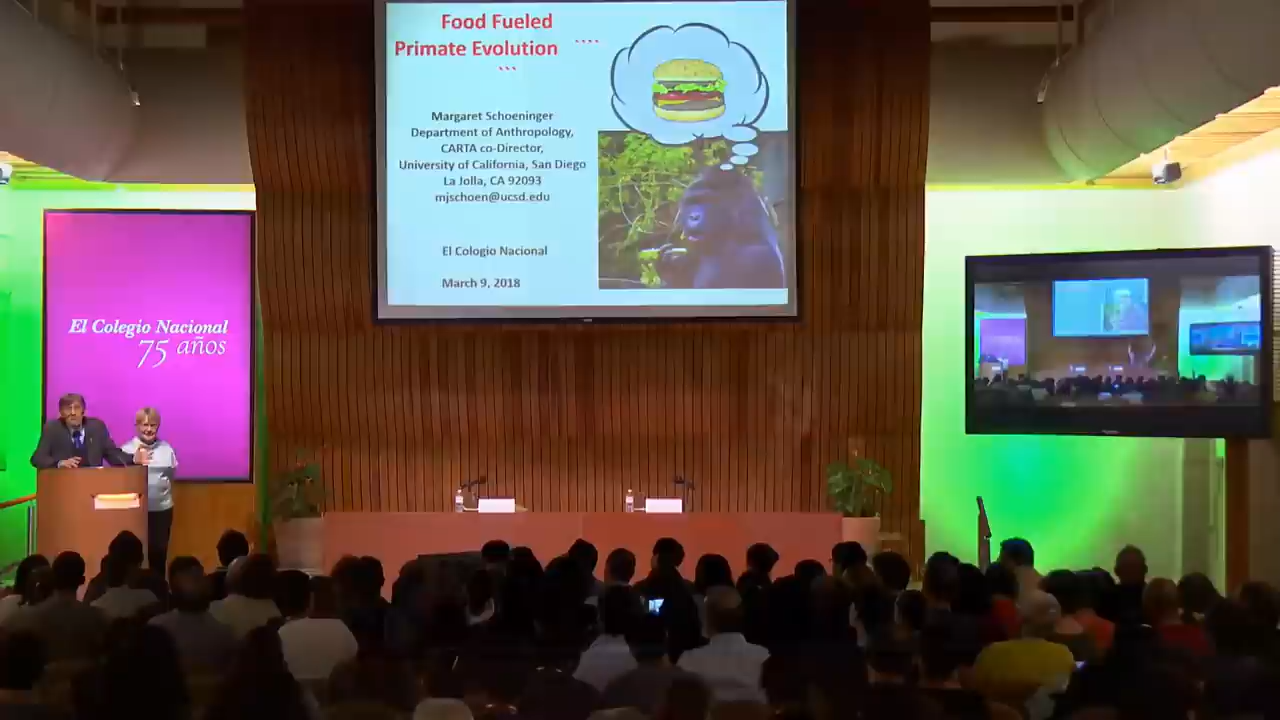 Food Fueled
Primate Evolution
Margaret Schoeninger
Department of Anthropology,
CARTA co-Director,
University of California, San Diego
La Jolla, CA 92093
mjschoen@ucsd.edu
El Cologio Nacional
March 9, 2018
El Colegio Nacional
75 años